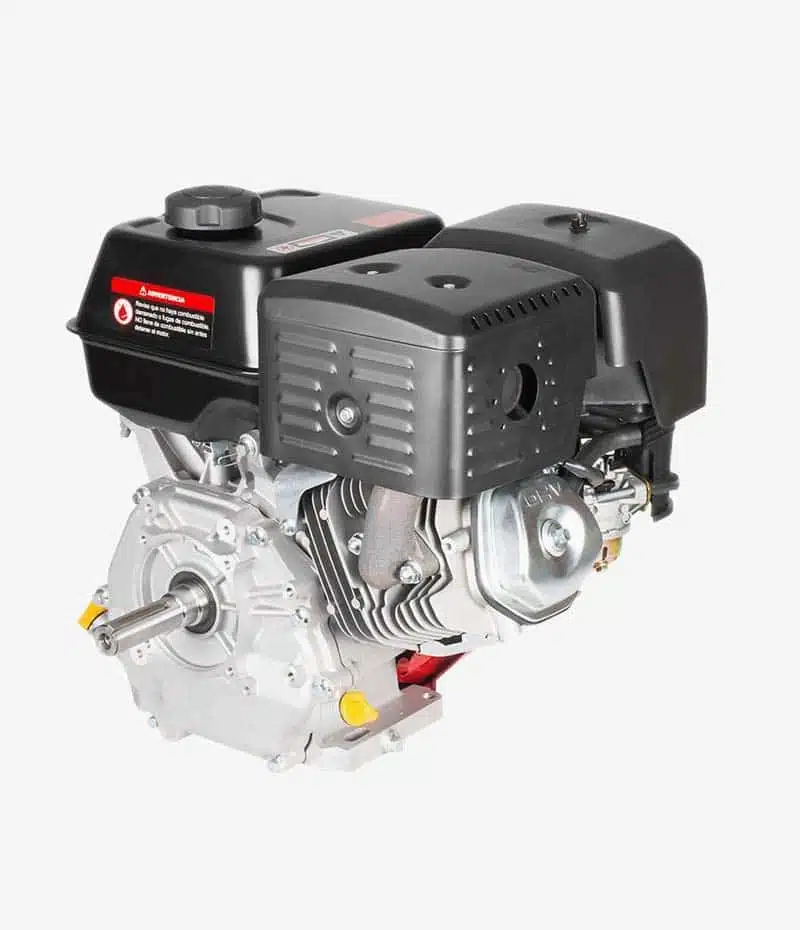 ADVERTENCIA
Revise que no haya combustible
derramado o fugas de combustible.
NO llene de combustible sin antes
detener el motor.
OHV